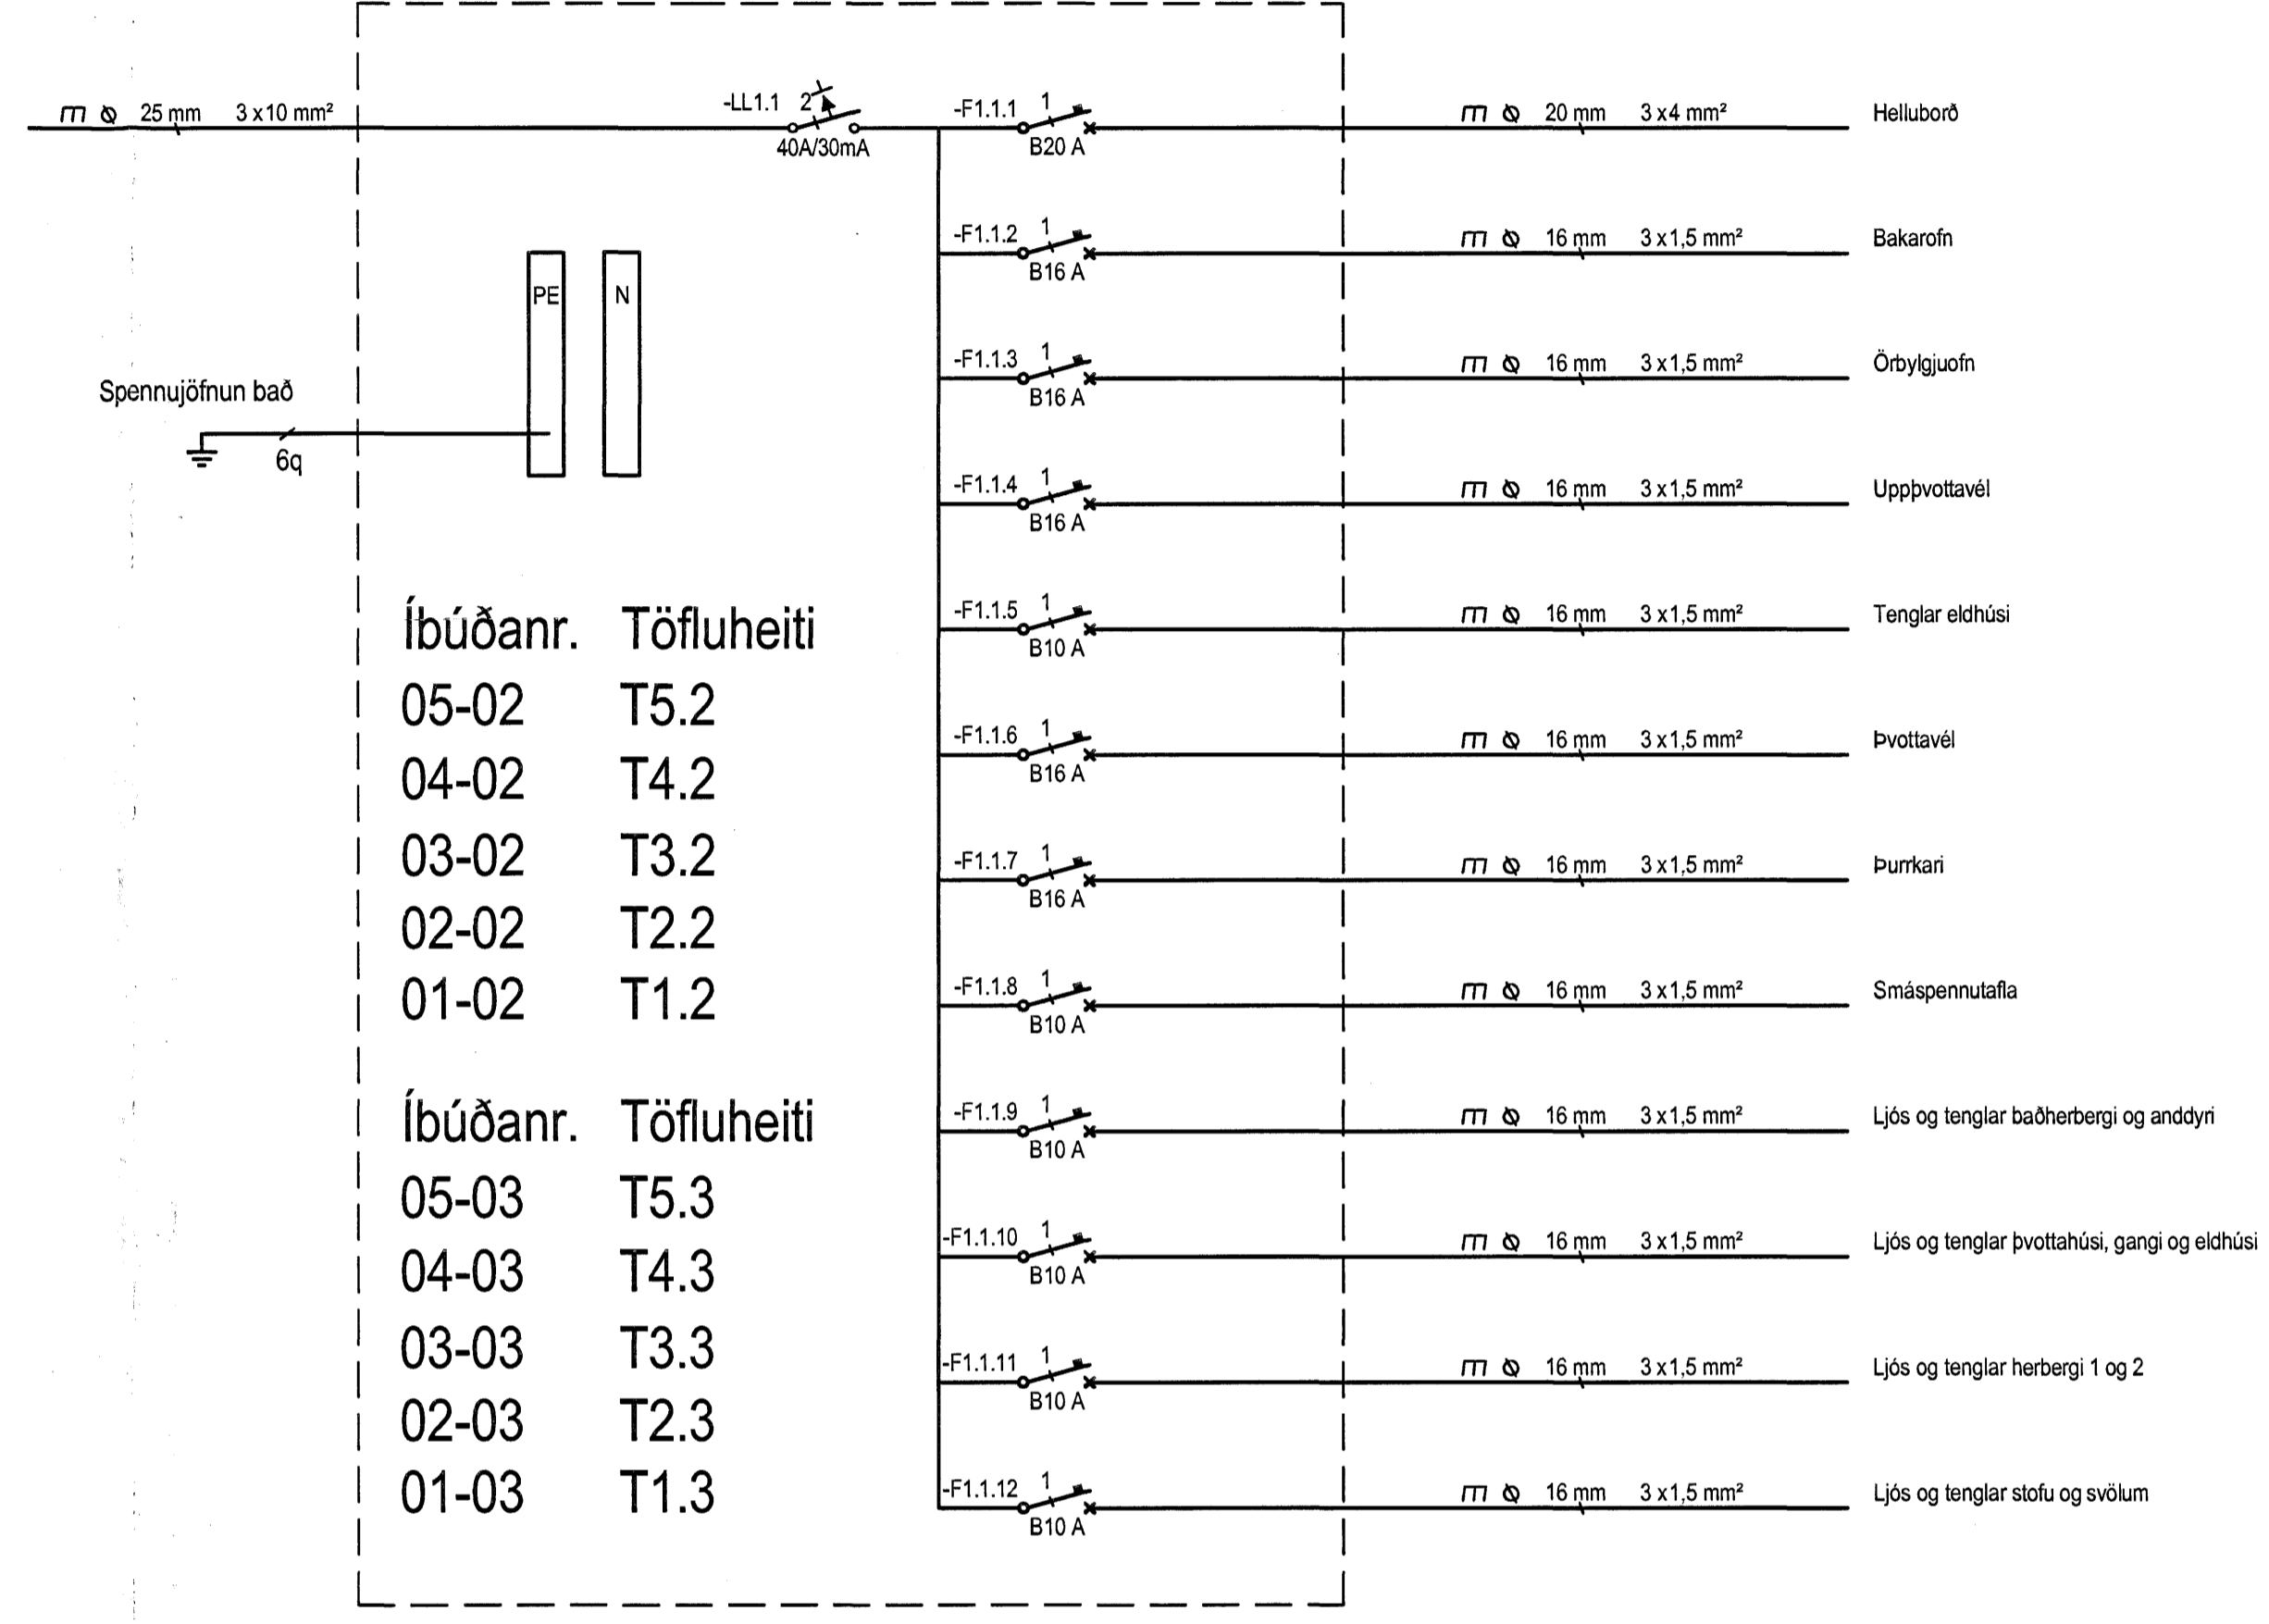 25 mm 3 x 10 mm²
-LL1.1 2
40A/30mA
-F1.1.1 1
B20 A
20 mm 3 x 4 mm² Helluborð
-F1.1.2 1
B16 A
16 mm 3 x 1,5 mm² Bakarofn
PE N
-F1.1.3 1
B16 A
16 mm 3 x 1,5 mm² Örbylgjuofn
Spennujöfnun bað
6q
-F1.1.4 1
B16 A
16 mm 3 x 1,5 mm² Uppþvottavél
-F1.1.5 1
B10 A
16 mm 3 x 1,5 mm² Tenglar eldhúsi
-F1.1.6 1
B16 A
16 mm 3 x 1,5 mm² Þvottavél
-F1.1.7 1
B16 A
16 mm 3 x 1,5 mm² Þurrkari
-F1.1.8 1
B10 A
16 mm 3 x 1,5 mm² Smáspennutafla
-F1.1.9 1
B10 A
16 mm 3 x 1,5 mm² Ljós og tenglar baðherbergi og anddyri
-F1.1.10 1
B10 A
16 mm 3 x 1,5 mm² Ljós og tenglar þvottahúsi, gangi og eldhúsi
-F1.1.11 1
B10 A
16 mm 3 x 1,5 mm² Ljós og tenglar herbergi 1 og 2
-F1.1.12 1
B10 A
16 mm 3 x 1,5 mm² Ljós og tenglar stofu og svölum
Íbúðanr. Töfluheiti
05-02 T5.2
04-02 T4.2
03-02 T3.2
02-02 T2.2
01-02 T1.2
Íbúðanr. Töfluheiti
05-03 T5.3
04-03 T4.3
03-03 T3.3
02-03 T2.3
01-03 T1.3